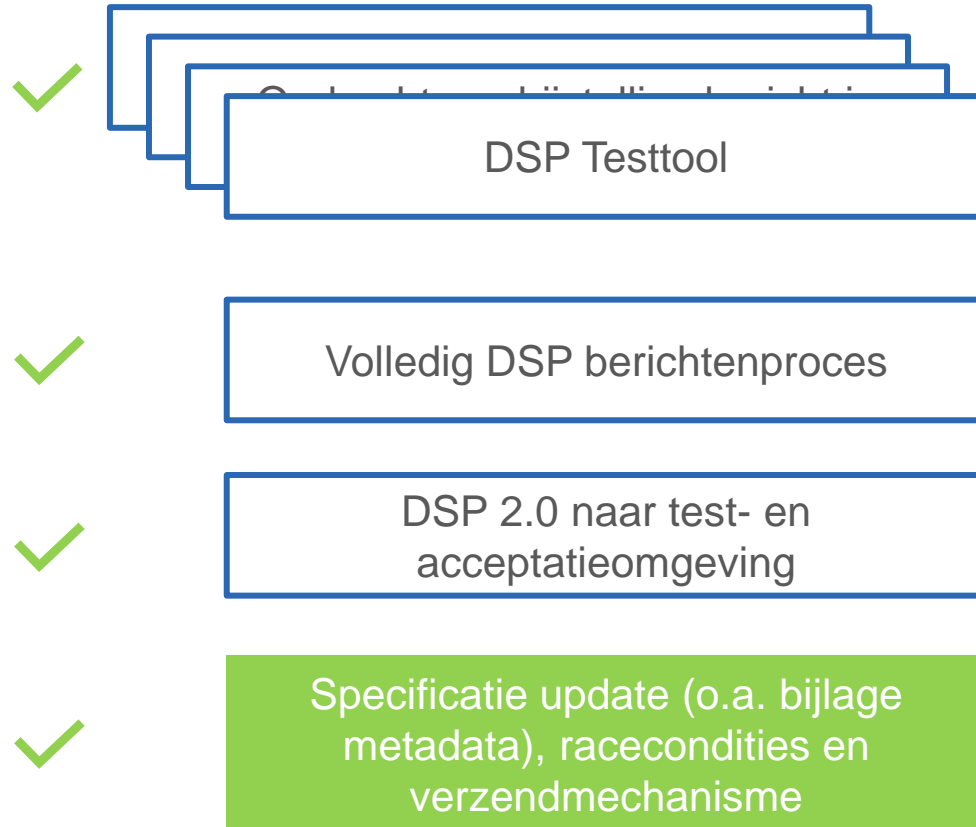 DSP Testtool
Volledig DSP berichtenproces
DSP 2.0 naar test- en
acceptatieomgeving
Specificatie update (o.a. bijlage
metadata), racecondities en
verzendmechanisme